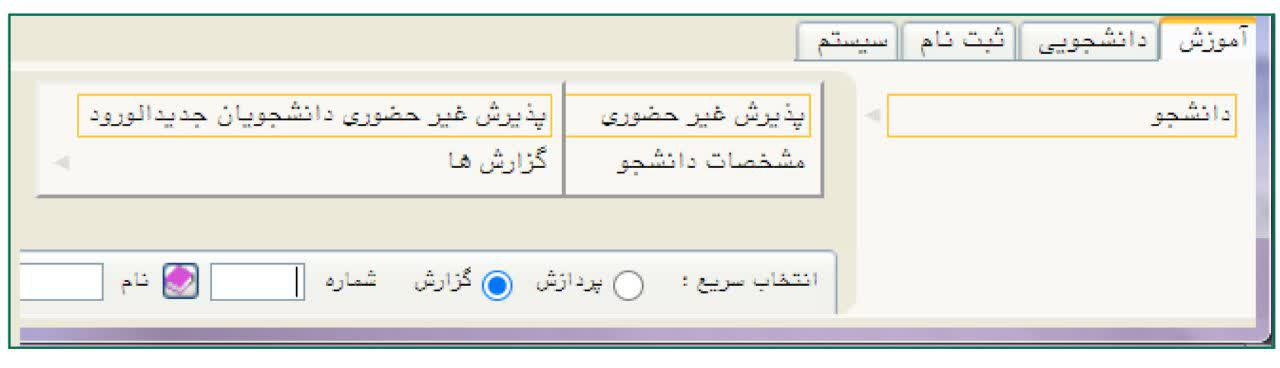 آموزش دانشجویی ثبت نام سیستم
دانشجو
پذیرش غیر حضوری
مشخصات دانشجو
پذیرش غیر حضوری دانشجویان جدیدالورود
گزارش ها
انتخاب سریع : پردازش گزارش شماره نام